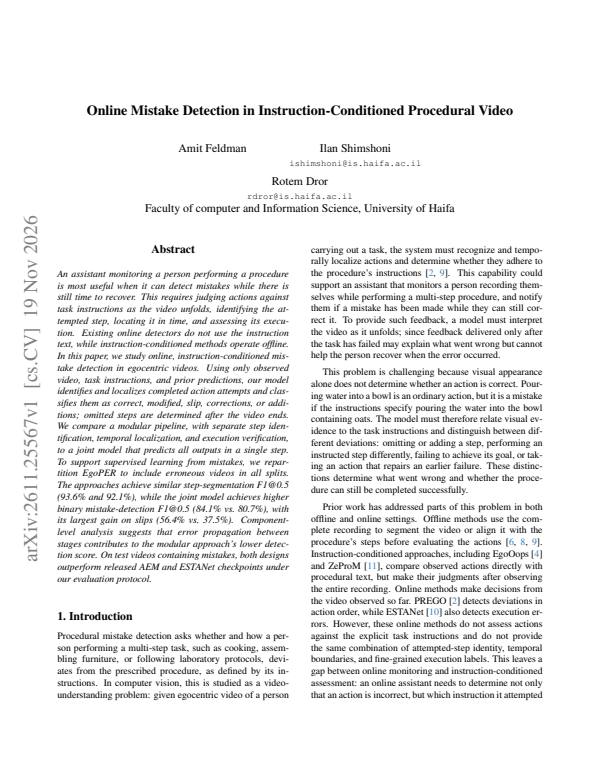 Online Mistake Detection in Instruction-Conditioned Procedural Video
Amit Feldman
Ilan Shimshoni
ishimshoni@is.haifa.ac.il
Rotem Dror
rdror@is.haifa.ac.il
Faculty of computer and Information Science, University of Haifa
arXiv:2611.25567v1 [cs.CV] 19 Nov 2026
Abstract
An assistant monitoring a person performing a procedure
is most useful when it can detect mistakes while there is
still time to recover. This requires judging actions against
task instructions as the video unfolds, identifying the at-
tempted step, locating it in time, and assessing its execu-
tion. Existing online detectors do not use the instruction
text, while instruction-conditioned methods operate offline.
In this paper, we study online, instruction-conditioned mis-
take detection in egocentric videos. Using only observed
video, task instructions, and prior predictions, our model
identifies and localizes completed action attempts and clas-
sifies them as correct, modified, slip, corrections, or addi-
tions; omitted steps are determined after the video ends.
We compare a modular pipeline, with separate step iden-
tification, temporal localization, and execution verification,
to a joint model that predicts all outputs in a single step.
To support supervised learning from mistakes, we repar-
tition EgoPER to include erroneous videos in all splits.
The approaches achieve similar step-segmentation F1@0.5
(93.6% and 92.1%), while the joint model achieves higher
binary mistake-detection F1@0.5 (84.1% vs. 80.7%), with
its largest gain on slips (56.4% vs. 37.5%). Component-
level analysis suggests that error propagation between
stages contributes to the modular approach's lower detec-
tion score. On test videos containing mistakes, both designs
outperform released AEM and ESTANet checkpoints under
our evaluation protocol.
1. Introduction
Procedural mistake detection asks whether and how a per-
son performing a multi-step task, such as cooking, assem-
bling furniture, or following laboratory protocols, devi-
ates from the prescribed procedure, as defined by its in-
structions. In computer vision, this is studied as a video-
understanding problem: given egocentric video of a person
carrying out a task, the system must recognize and tempo-
rally localize actions and determine whether they adhere to
the procedure's instructions [2, 9]. This capability could
support an assistant that monitors a person recording them-
selves while performing a multi-step procedure, and notify
them if a mistake has been made while they can still cor-
rect it. To provide such feedback, a model must interpret
the video as it unfolds; since feedback delivered only after
the task has failed may explain what went wrong but cannot
help the person recover when the error occurred.
This problem is challenging because visual appearance
alone does not determine whether an action is correct. Pour-
ing water into a bowl is an ordinary action, but it is a mistake
if the instructions specify pouring the water into the bowl
containing oats. The model must therefore relate visual ev-
idence to the task instructions and distinguish between dif-
ferent deviations: omitting or adding a step, performing an
instructed step differently, failing to achieve its goal, or tak-
ing an action that repairs an earlier failure. These distinc-
tions determine what went wrong and whether the proce-
dure can still be completed successfully.
Prior work has addressed parts of this problem in both
offline and online settings. Offline methods use the com-
plete recording to segment the video or align it with the
procedure's steps before evaluating the actions [6, 8, 9].
Instruction-conditioned approaches, including EgoOops [4]
and ZeProM [11], compare observed actions directly with
procedural text, but make their judgments after observing
the entire recording. Online methods make decisions from
the video observed so far. PREGO [2] detects deviations in
action order, while ESTANet [10] also detects execution er-
rors. However, these online methods do not assess actions
against the explicit task instructions and do not provide
the same combination of attempted-step identity, temporal
boundaries, and fine-grained execution labels. This leaves a
gap between online monitoring and instruction-conditioned
assessment: an online assistant needs to determine not only
that an action is incorrect, but which instruction it attempted